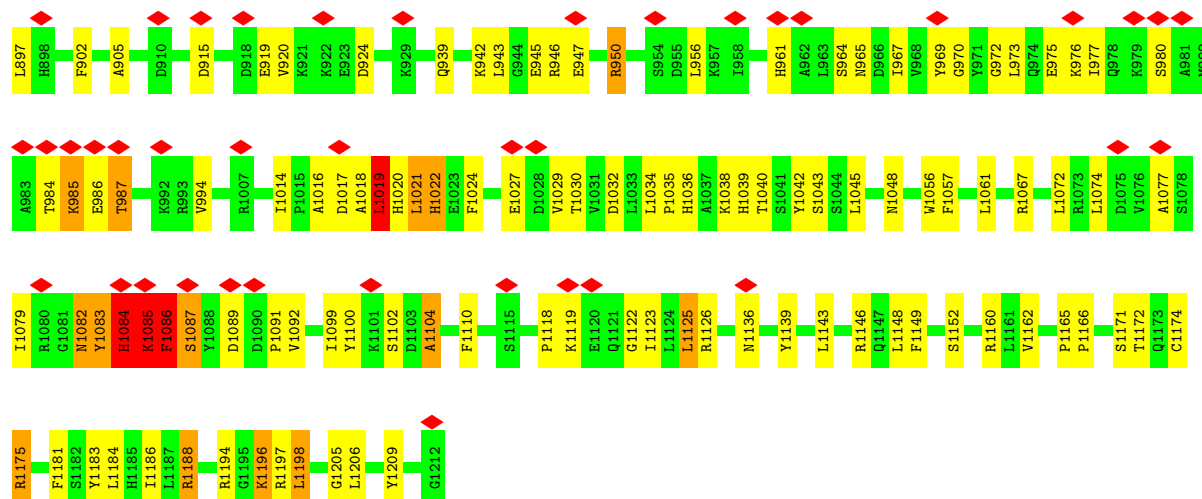 L897 H898 F902 A905 D910 D915 D918 E919 V920 K921 K922 E923 D924 K929 Q939 K942 L943 G944 E945 R946 E947 R950 S954 D955 L956 K957 I958 H961 A962 L963 S964 N965 D966 I967 V968 Y969 G970 Y971 G972 L973 Q974 E975 K976 I977 Q978 K979 S980 A981
A983 T984 K985 E986 T987 K992 R993 V994 R1007 I1014 P1015 A1016 D1017 A1018 L1019 H1020 L1021 H1022 E1023 F1024 E1027 D1028 V1029 T1030 V1031 D1032 L1033 L1034 P1035 H1036 A1037 K1038 H1039 T1040 S1041 Y1042 S1043 S1044 L1045 N1048 W1056 F1057 L1061 R1067 L1072 R1073 L1074 D1075 V1076 A1077 S1078
I1079 R1080 G1081 N1082 Y1083 H1084 K1085 F1086 S1087 Y1088 D1089 D1090 P1091 V1092 I1099 Y1100 K1101 S1102 D1103 A1104 F1110 S1115 P1118 K1119 E1120 Q1121 G1122 I1123 L1124 L1125 R1126 N1136 Y1139 L1143 R1146 Q1147 L1148 F1149 S1152 R1160 L1161 V1162 P1165 P1166 S1171 T1172 Q1173 C1174
R1175 F1181 S1182 Y1183 L1184 H1185 I1186 L1187 R1188 R1194 G1195 K1196 R1197 L1198 G1205 L1206 Y1209 G1212